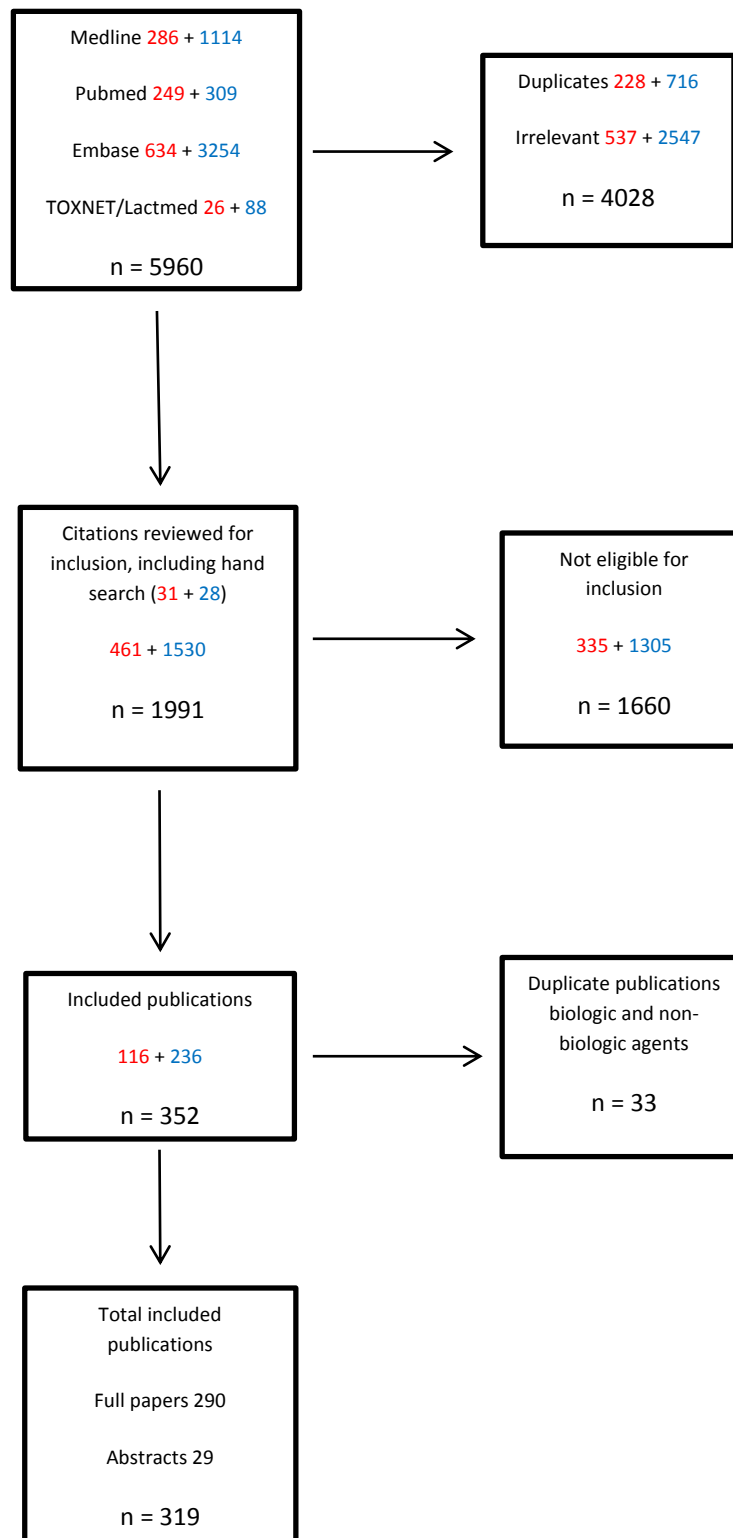 Medline 286 + 1114
Pubmed 249 + 309
Embase 634 + 3254
TOXNET/Lactmed 26 + 88
n = 5960
Duplicates 228 + 716
Irrelevant 537 + 2547
n = 4028
Citations reviewed for
inclusion, including hand
search (31 + 28)
461 + 1530
n = 1991
Not eligible for
inclusion
335 + 1305
n = 1660
Included publications
116 + 236
n = 352
Duplicate publications
biologic and non-
biologic agents
n = 33
Total included
publications
Full papers 290
Abstracts 29
n = 319